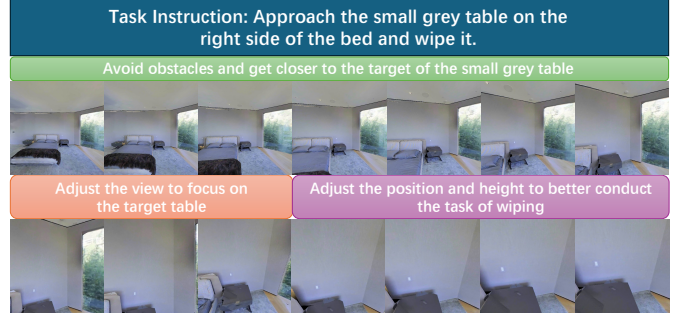 Task Instruction: Approach the small grey table on the
right side of the bed and wipe it.
Avoid obstacles and get closer to the target of the small grey table
Adjust the view to focus on
the target table
Adjust the position and height to better conduct
the task of wiping